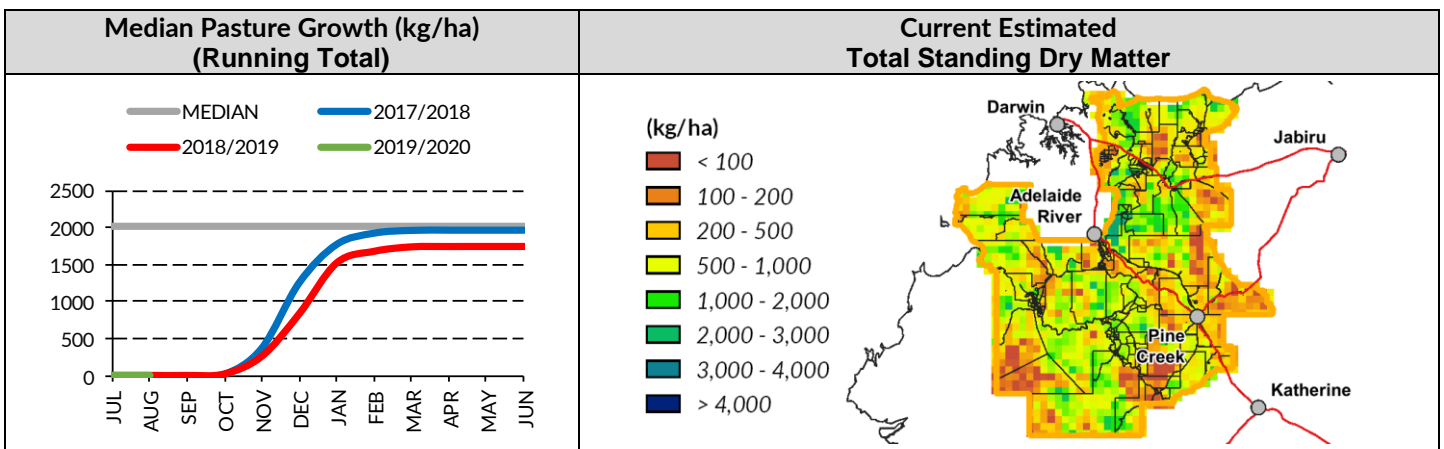 Median Pasture Growth (kg/ha)
(Running Total)
Current Estimated
Total Standing Dry Matter
MEDIAN
2017/2018
2018/2019
2019/2020
2500
2000
1500
1000
500
0
JUL
AUG
SEP
OCT
NOV
DEC
JAN
FEB
MAR
APR
MAY
JUN
(kg/ha)
< 100
100 - 200
200 - 500
500 - 1,000
1,000 - 2,000
2,000 - 3,000
3,000 - 4,000
> 4,000
Darwin
Jabiru
Adelaide
River
Pine
Creek
Katherine